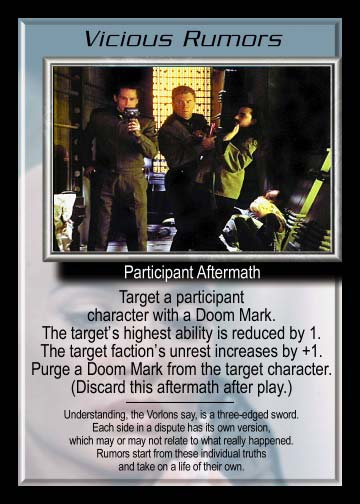 Vicious Rumors
Participant Aftermath
Target a participant
character with a Doom Mark.
The target's highest ability is reduced by 1.
The target faction's unrest increases by +1.
Purge a Doom Mark from the target character.
(Discard this aftermath after play.)
Understanding, the Vorlons say, is a three-edged sword.
Each side in a dispute has its own version,
which may or may not relate to what really happened.
Rumors start from these individual truths
and take on a life of their own.